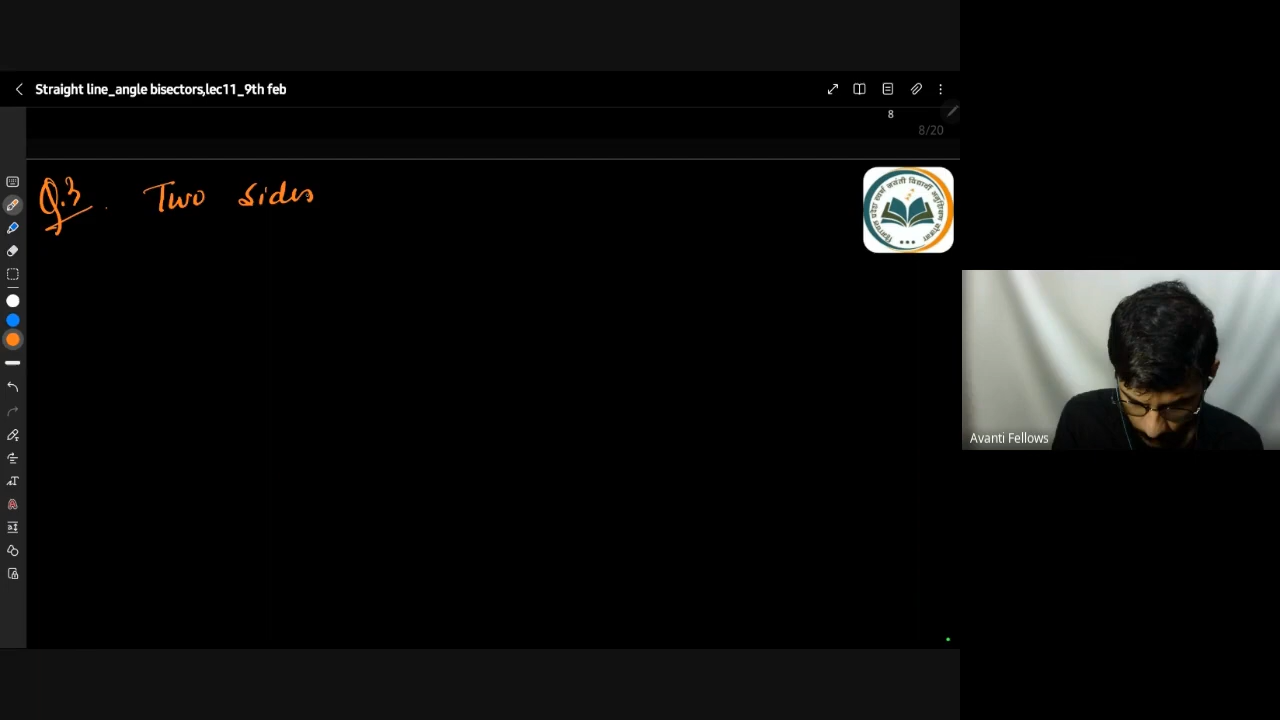 Straight line_angle bisectors,lec11_9th feb
8
8/20
Q.3. Two sides
Avanti Fellows